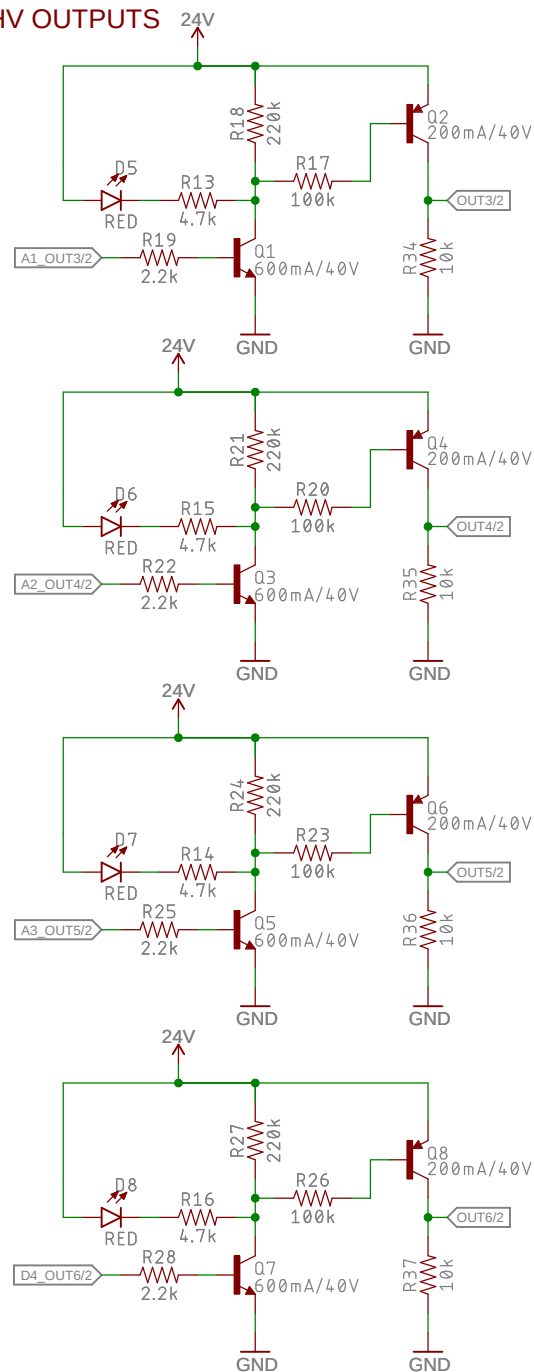 HV OUTPUTS
24V
R18
220k
Q2
200mA/40V
D5
RED
R13
4.7k
R17
100k
OUT3/2
A1_OUT3/2
R19
2.2k
Q1
600mA/40V
R34
10k
GND
GND
24V
R21
220k
Q4
200mA/40V
D6
RED
R15
4.7k
R20
100k
OUT4/2
A2_OUT4/2
R22
2.2k
Q3
600mA/40V
R35
10k
GND
GND
24V
R24
220k
Q6
200mA/40V
D7
RED
R14
4.7k
R23
100k
OUT5/2
A3_OUT5/2
R25
2.2k
Q5
600mA/40V
R36
10k
GND
GND
24V
R27
220k
Q8
200mA/40V
D8
RED
R16
4.7k
R26
100k
OUT6/2
D4_OUT6/2
R28
2.2k
Q7
600mA/40V
R37
10k
GND
GND